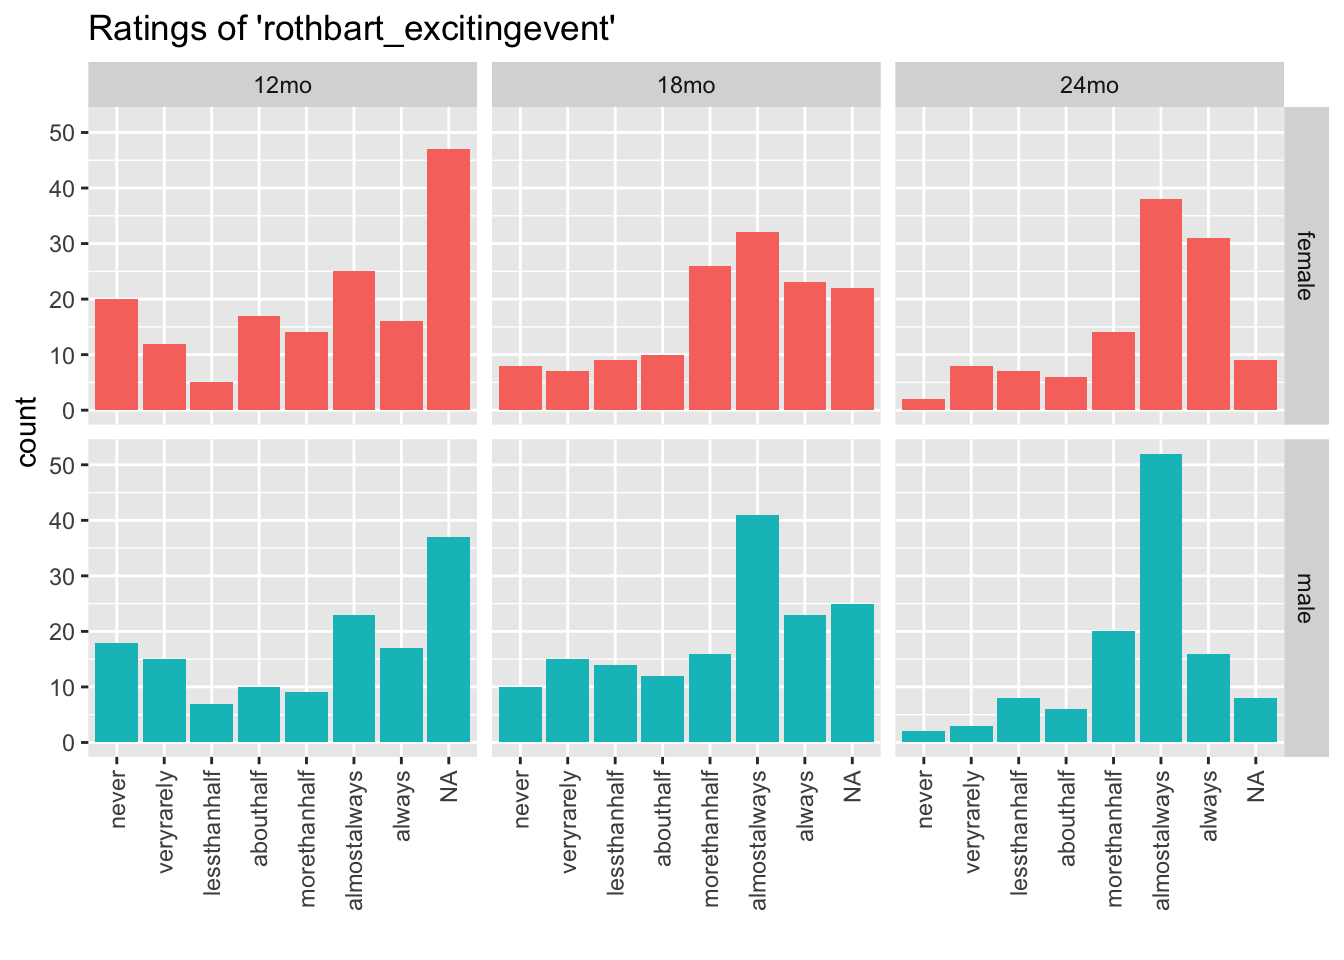 Ratings of 'rothbart_excitingevent'
12mo 18mo 24mo
50
40
30
20
10
0
female
count
50
40
30
20
10
0
male
never veryrarely lessthanhalf abouthalf morethanhalf almostalways always NA never veryrarely lessthanhalf abouthalf morethanhalf almostalways always NA never veryrarely lessthanhalf abouthalf morethanhalf almostalways always NA